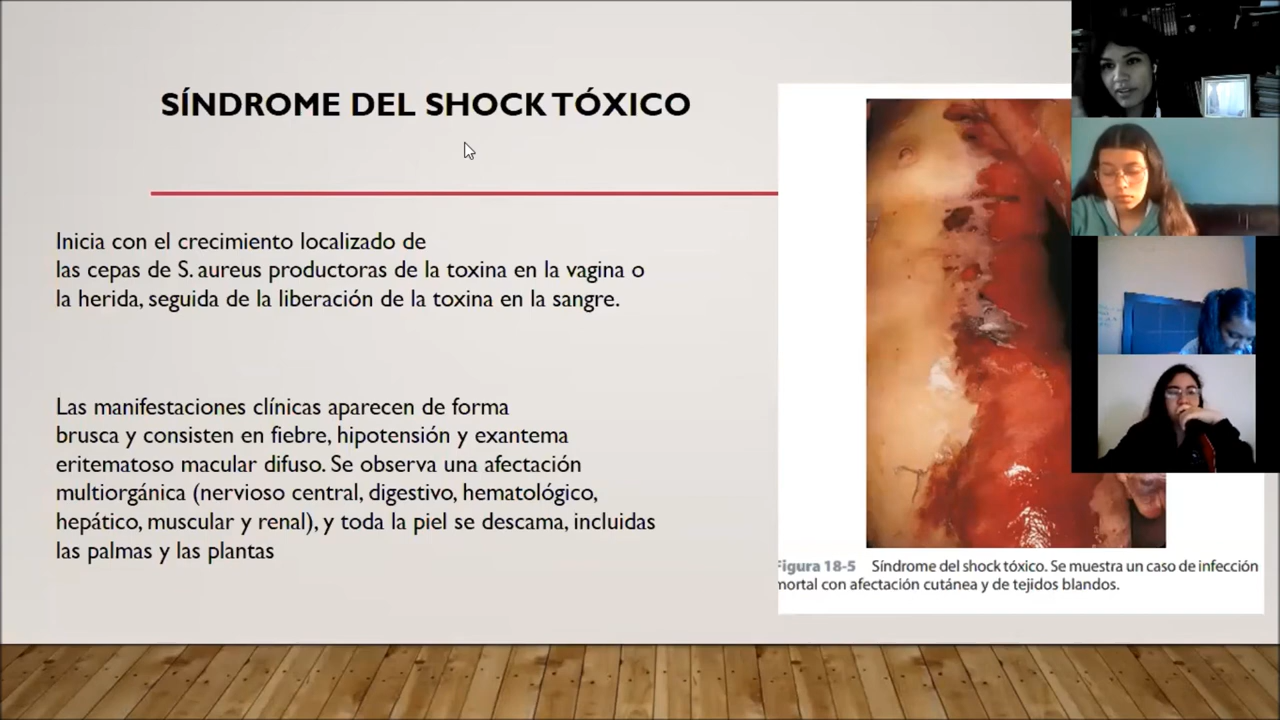 SÍNDROME DEL SHOCK TÓXICO
Inicia con el crecimiento localizado de
las cepas de S. aureus productoras de la toxina en la vagina o
la herida, seguida de la liberación de la toxina en la sangre.
Las manifestaciones clínicas aparecen de forma
brusca y consisten en fiebre, hipotensión y exantema
eritematoso macular difuso. Se observa una afectación
multiorgánica (nervioso central, digestivo, hematológico,
hepático, muscular y renal), y toda la piel se descama, incluidas
las palmas y las plantas
Figura 18-5 Síndrome del shock tóxico. Se muestra un caso de infección
mortal con afectación cutánea y de tejidos blandos.